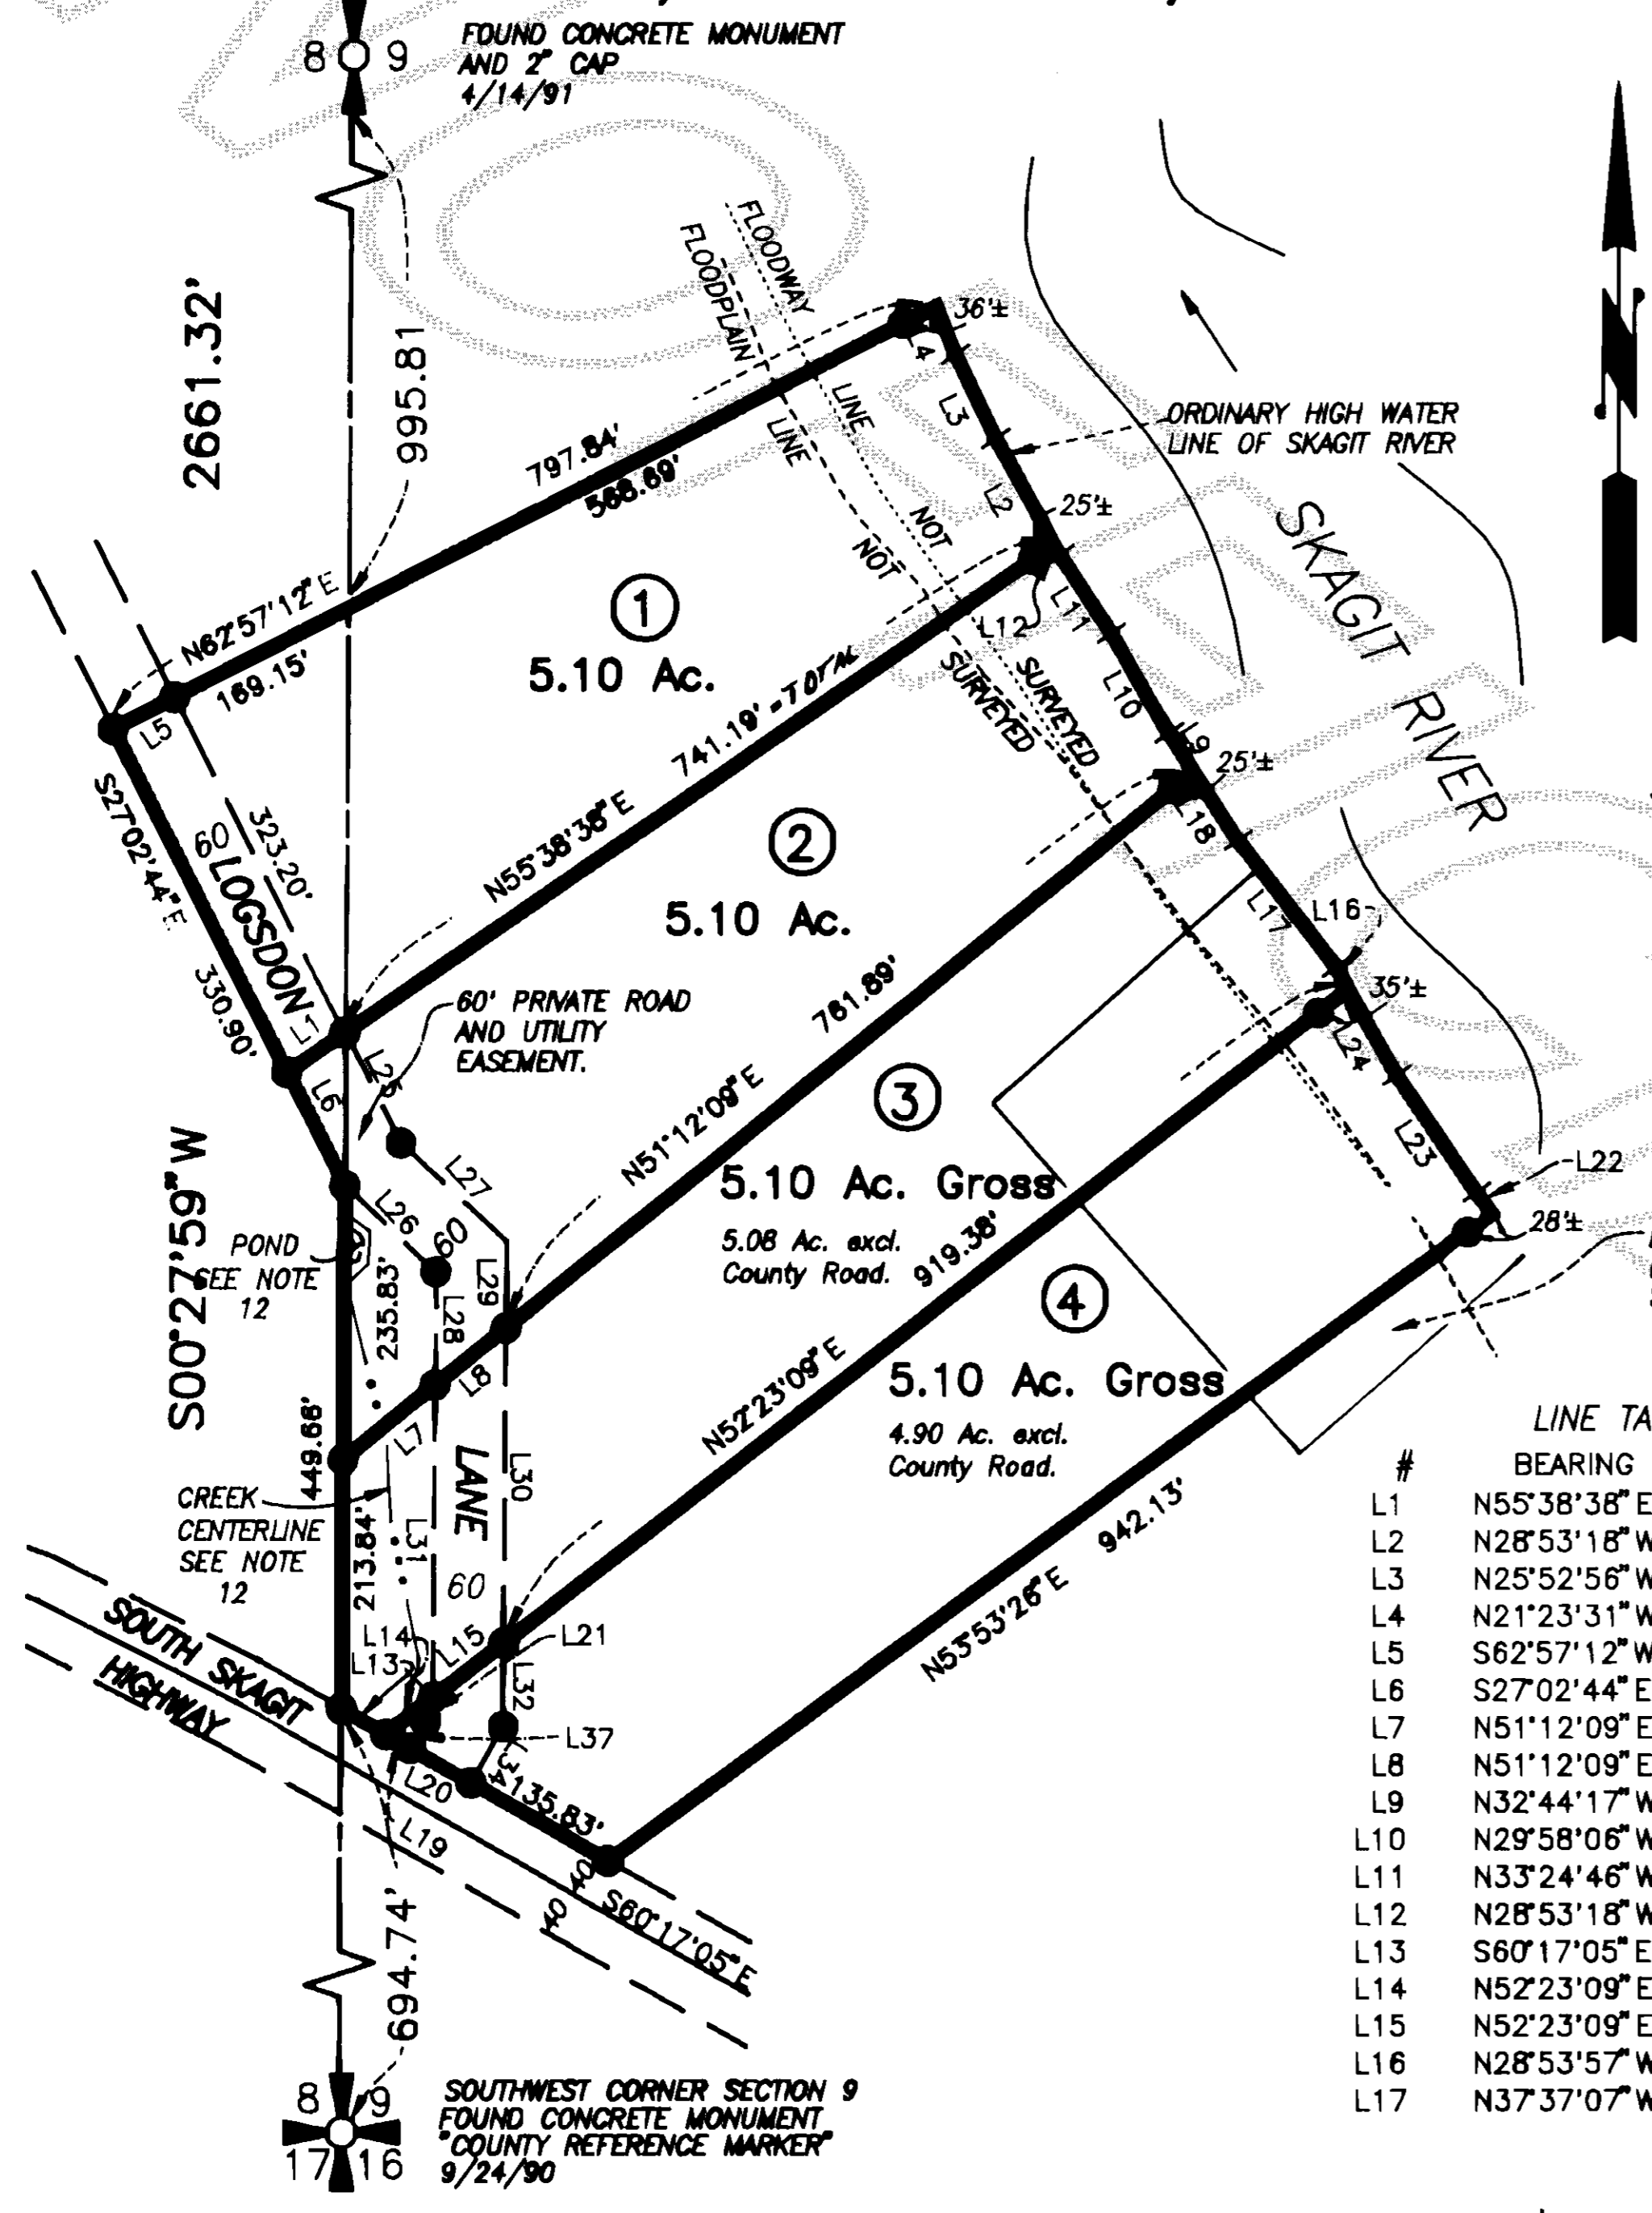 FOUND CONCRETE MONUMENT
AND 2" CAP
4/14/91
8 9
2661.32'
995.81
FLOODWAY
LINE
NOT
SURVEYED
FLOODPLAIN
LINE
NOT
SURVEYED
36'±
L4
L3
L2
ORDINARY HIGH WATER
LINE OF SKAGIT RIVER
N
25'±
SKAGIT
RIVER
797.84'
568.69'
N62°57'12"E
169.15'
L5
1
5.10 Ac.
L12
L11
L10
L9
25'±
741.19' - TOTAL
N55°38'38"E
S27°02'44"E
330.90'
60
323.20'
LOGSDON
L1
L6
L25
2
5.10 Ac.
L18
L17
L16
35'±
L24
L23
L22
28'±
60' PRIVATE ROAD
AND UTILITY
EASEMENT.
761.89'
N51°12'09"E
3
5.10 Ac. Gross
5.08 Ac. excl.
County Road.
L27
L26
60
L29
L28
S00°27'59"W
POND
SEE NOTE
12
235.83'
449.66'
L8
L7
LANE
L30
L31
60
919.38'
N52°23'09"E
4
5.10 Ac. Gross
4.90 Ac. excl.
County Road.
942.13'
N53°53'26"E
CREEK
CENTERLINE
SEE NOTE
12
213.84'
L14
L13
L15
L21
L32
L37
L34
135.83'
L20
L19
SOUTH SKAGIT
HIGHWAY
40
40
S60°17'05"E
694.74'
8 9
17 16
SOUTHWEST CORNER SECTION 9
FOUND CONCRETE MONUMENT
"COUNTY REFERENCE MARKER"
9/24/90
LINE TA
# BEARING
L1 N55°38'38"E
L2 N28°53'18"W
L3 N25°52'56"W
L4 N21°23'31"W
L5 S62°57'12"W
L6 S27°02'44"E
L7 N51°12'09"E
L8 N51°12'09"E
L9 N32°44'17"W
L10 N29°58'06"W
L11 N33°24'46"W
L12 N28°53'18"W
L13 S60°17'05"E
L14 N52°23'09"E
L15 N52°23'09"E
L16 N28°53'57"W
L17 N37°37'07"W